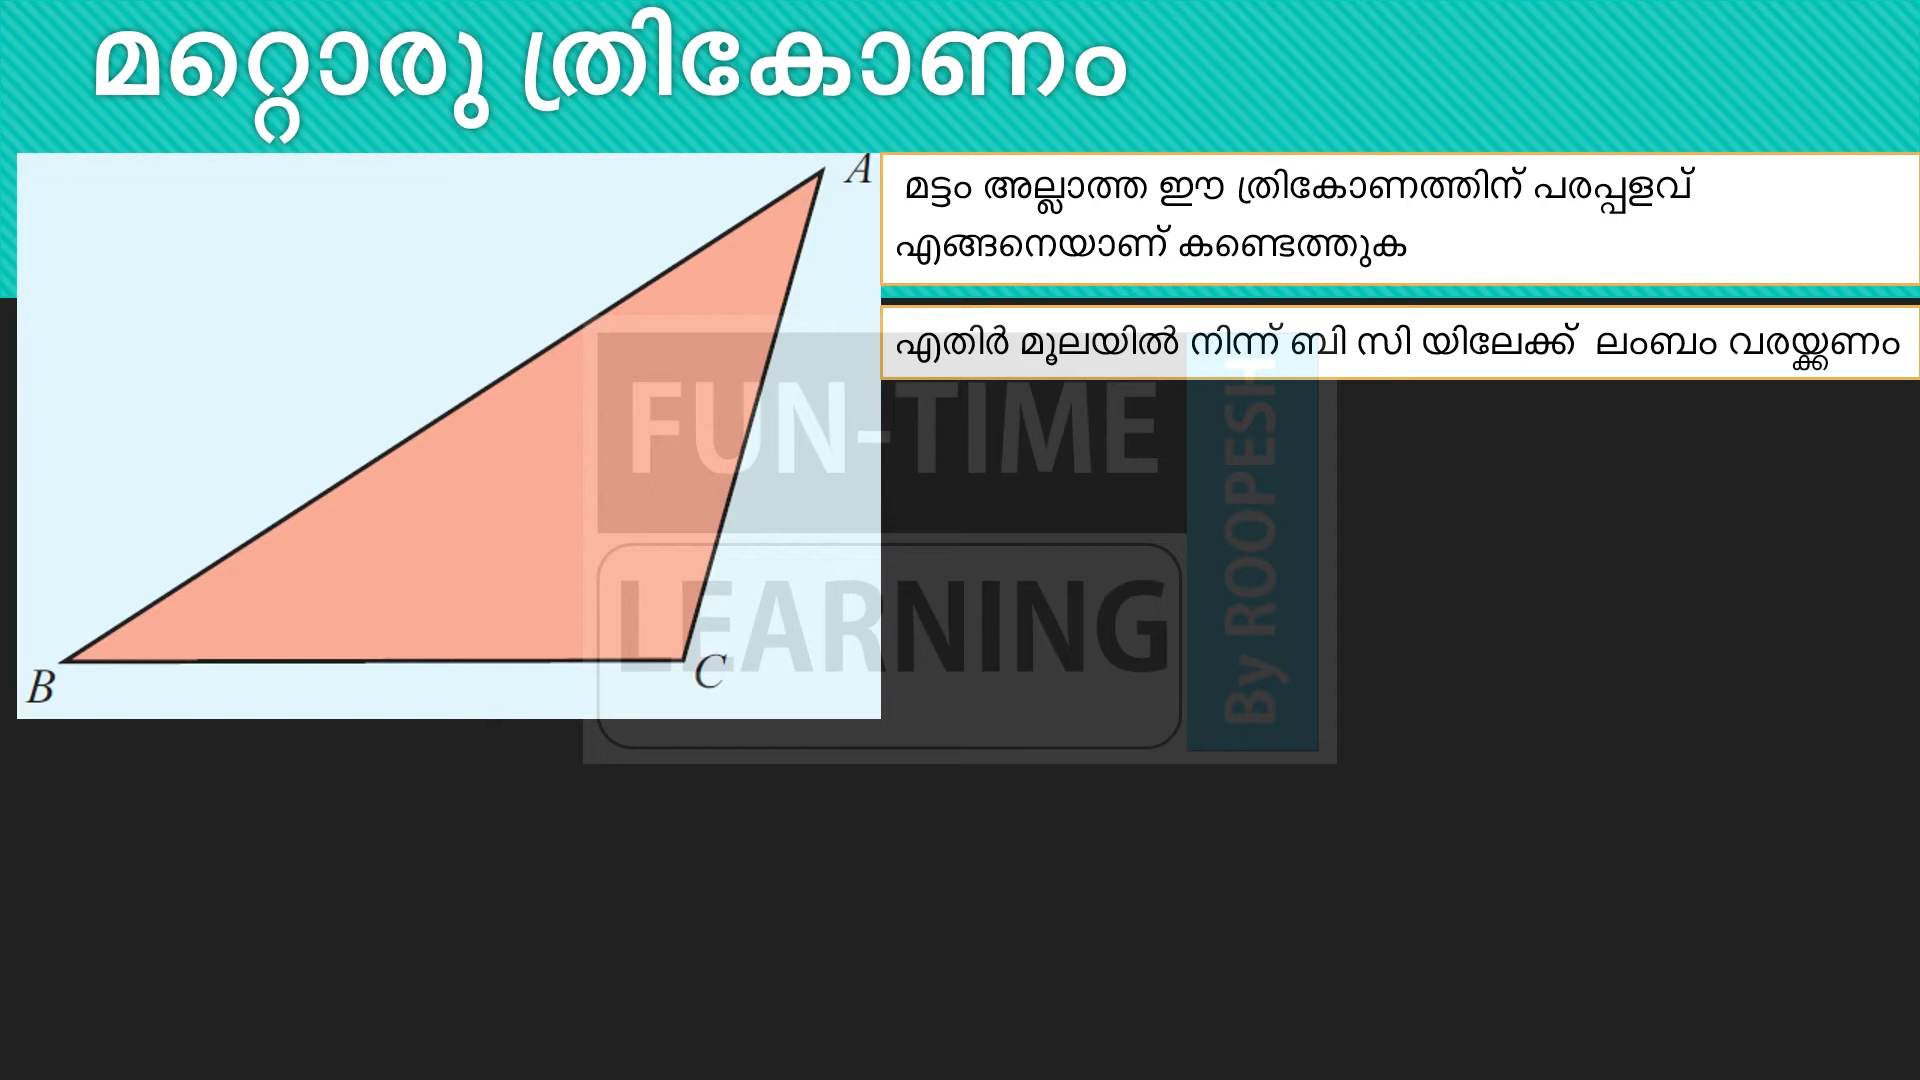 മറ്റൊരു ത്രികോണം
A
മട്ടം അല്ലാത്ത ഈ ത്രികോണത്തിന് പരപ്പളവ്
എങ്ങനെയാണ് കണ്ടെത്തുക
എതിർ മൂലയിൽ നിന്ന് ബി സി യിലേക്ക് ലംബം വരയ്ക്കണം
FUN-TIME
LEARNING
By ROOPESH
B
C